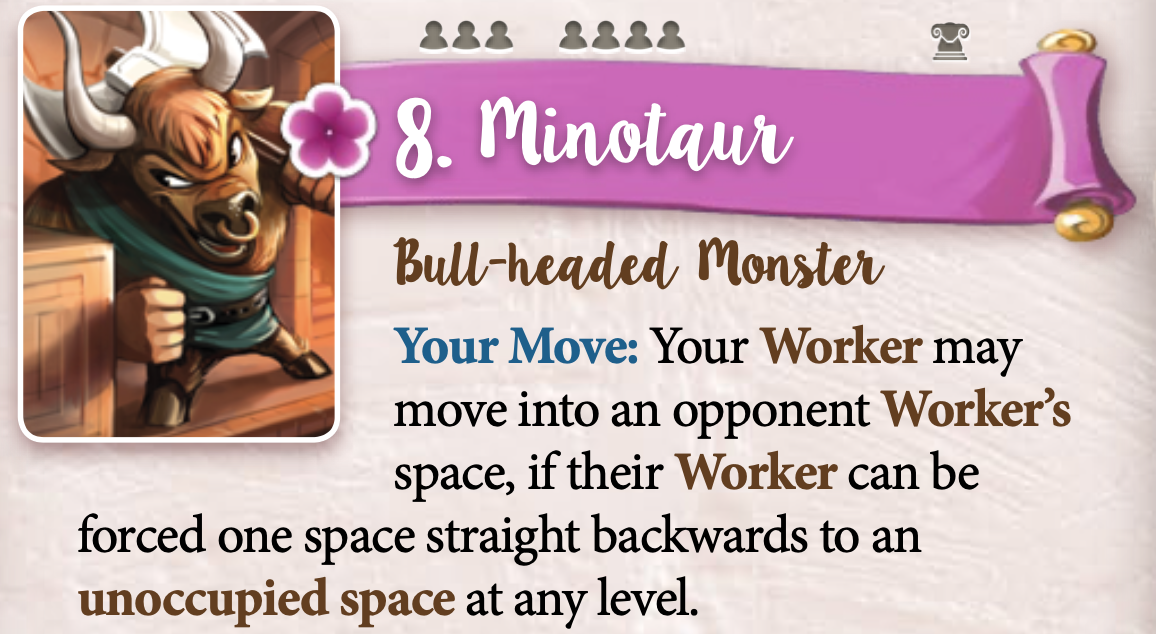 8. Minotaur
Bull-headed Monster
Your Move: Your Worker may
move into an opponent Worker’s
space, if their Worker can be
forced one space straight backwards to an
unoccupied space at any level.